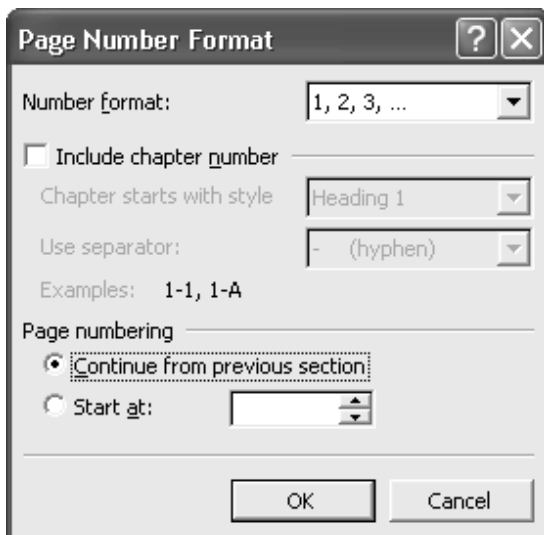 Page Number Format
Number format: 1, 2, 3, ...
Include chapter number
Chapter starts with style Heading 1
Use separator: - (hyphen)
Examples: 1-1, 1-A
Page numbering
Continue from previous section
Start at:
OK Cancel